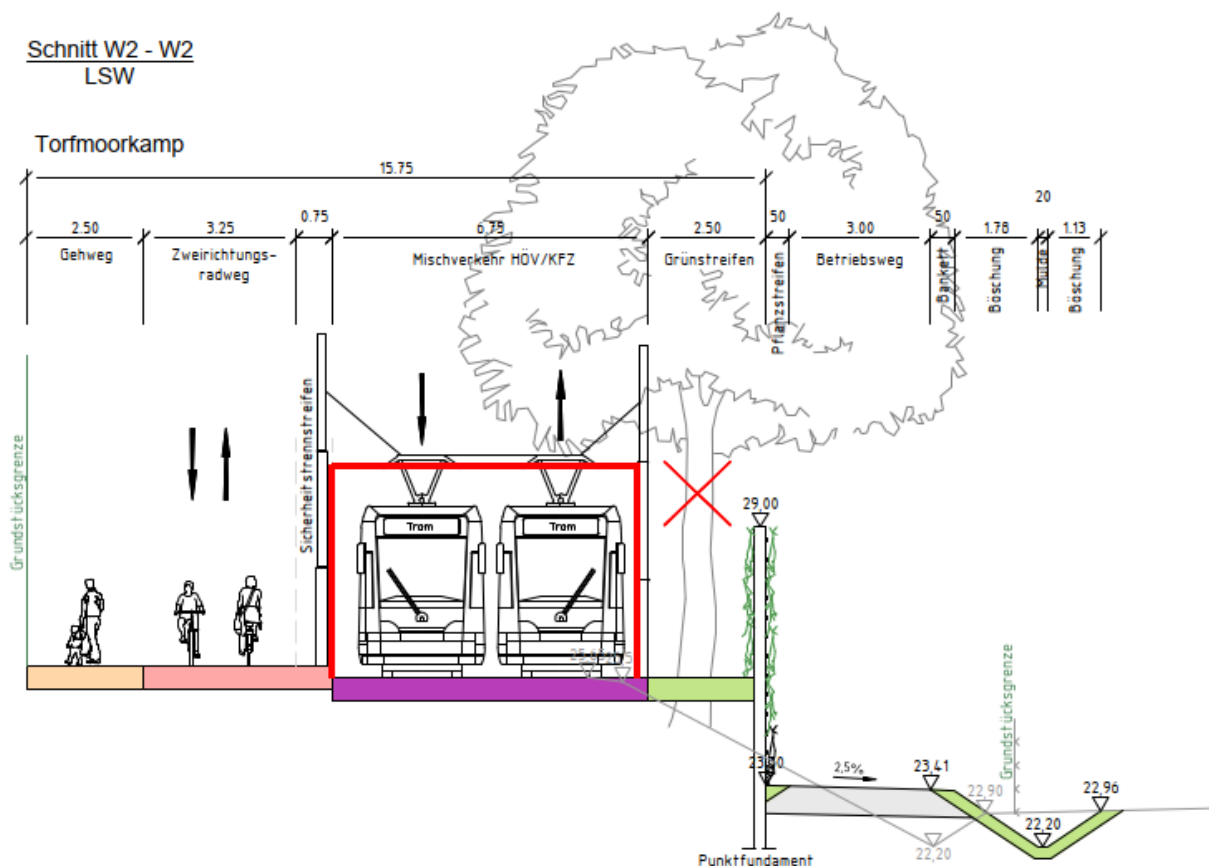 Schnitt W2 - W2
LSW
Torfmoorkamp
15.75
20
2.50
3.25
0.75
6.75
2.50
50
3.00
50
1.78
1.13
Gehweg
Zweirichtungs-
radweg
Sicherheitstrennstreifen
Mischverkehr HÖV/KFZ
Grünstreifen
Pflanzstreifen
Betriebsweg
Bankett
Böschung
Mulde
Böschung
Grundstücksgrenze
29,00
Tram
Tram
Grundstücksgrenze
2,5%
23,41
22,90
22,96
22,20
22,20
Punktfundament